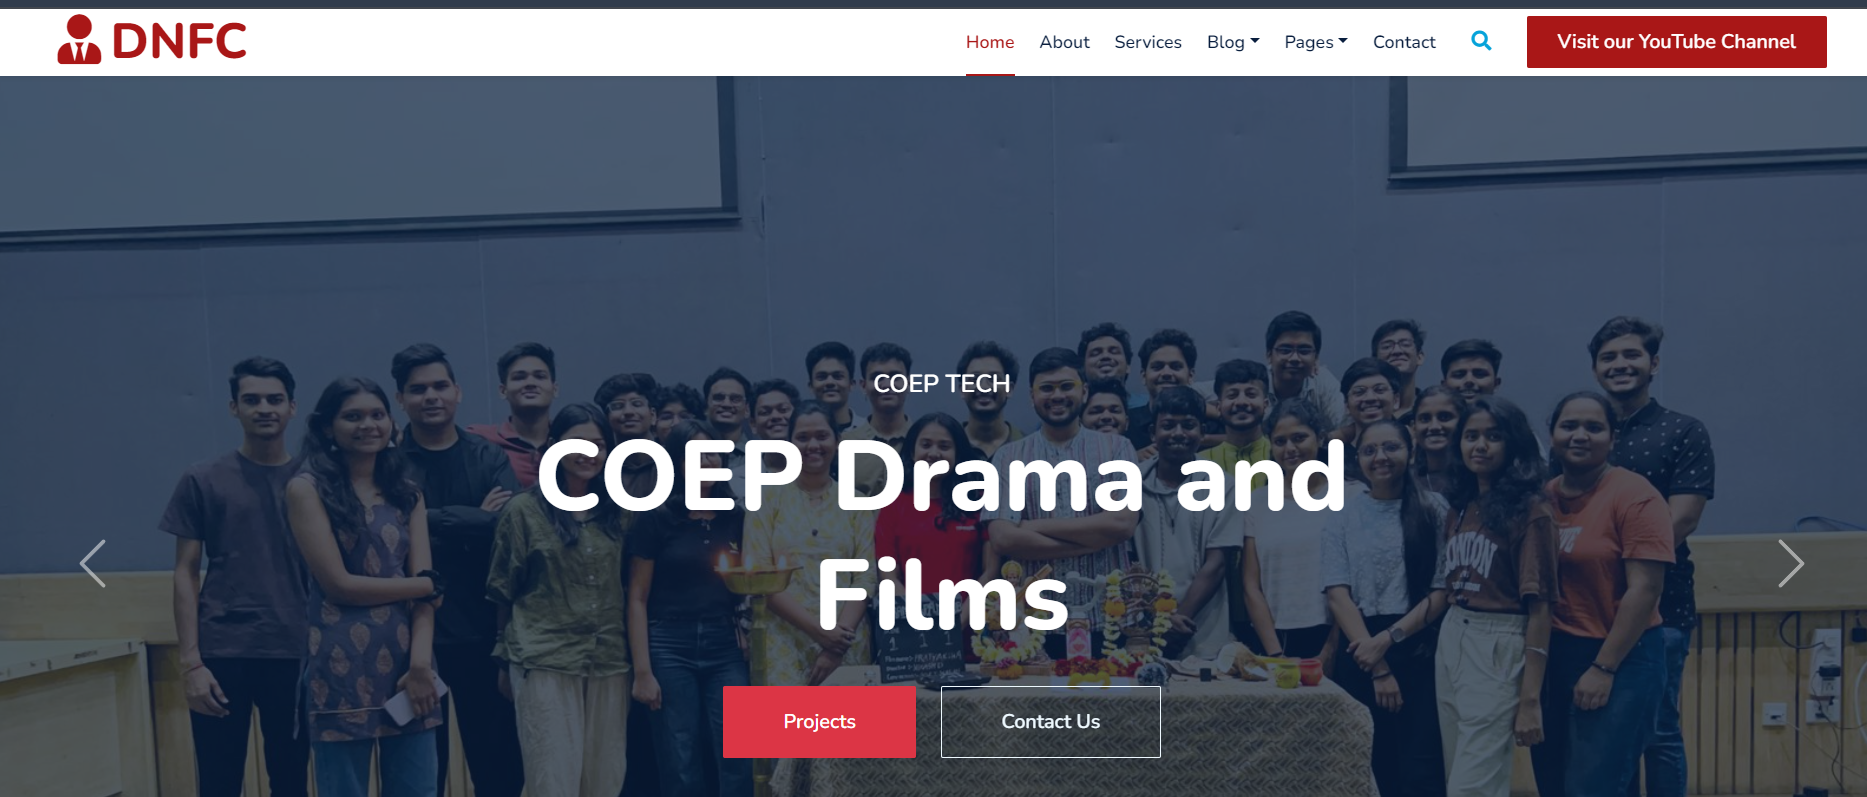 DNFC
Home About Services Blog Pages Contact Visit our YouTube Channel
COEP TECH
COEP Drama and
Films
LONDON
Projects Contact Us